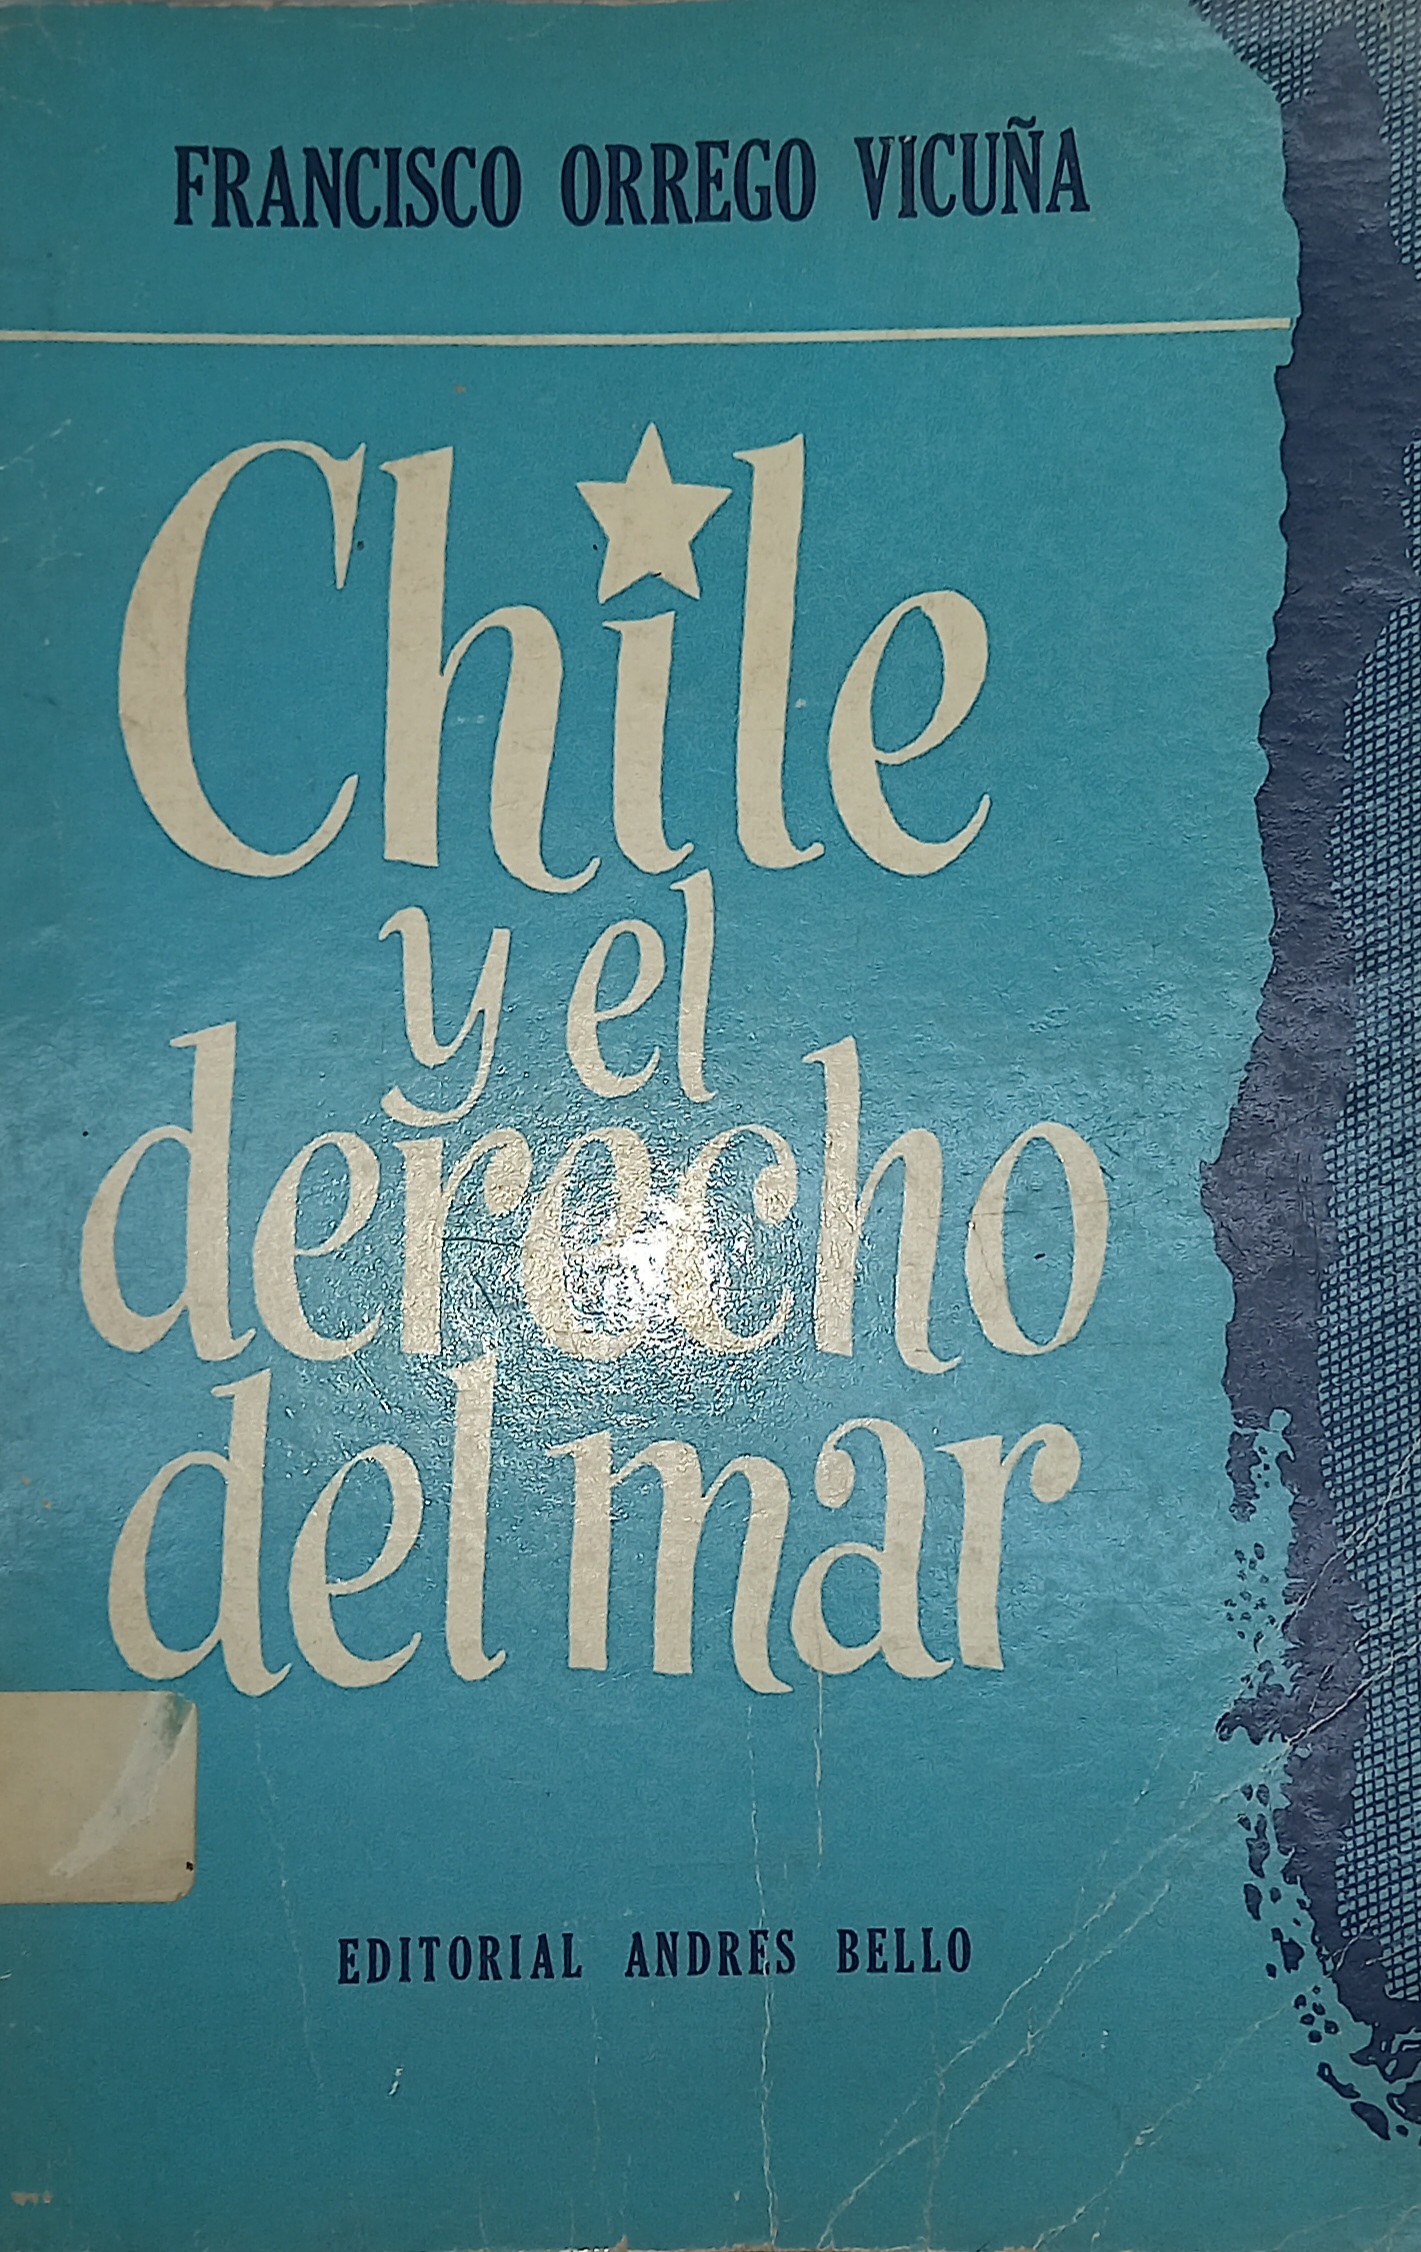 FRANCISCO ORREGO VICUÑA
Chile
y el
derecho
del mar
EDITORIAL ANDRES BELLO